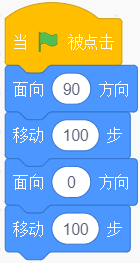 当 被点击
面向 90 方向
移动 100 步
面向 0 方向
移动 100 步